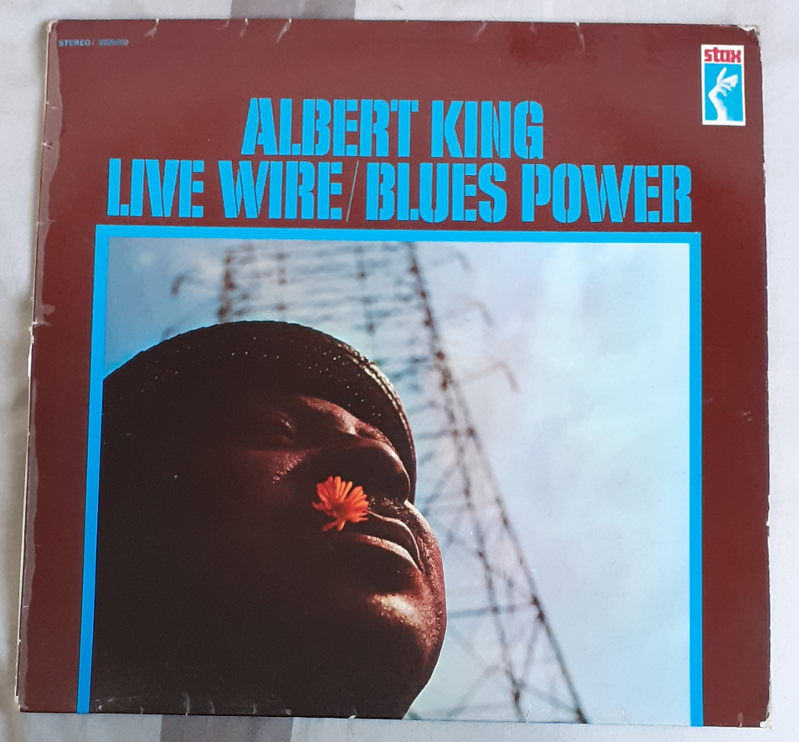 STEREO/
stax
ALBERT KING
LIVE WIRE/BLUES POWER